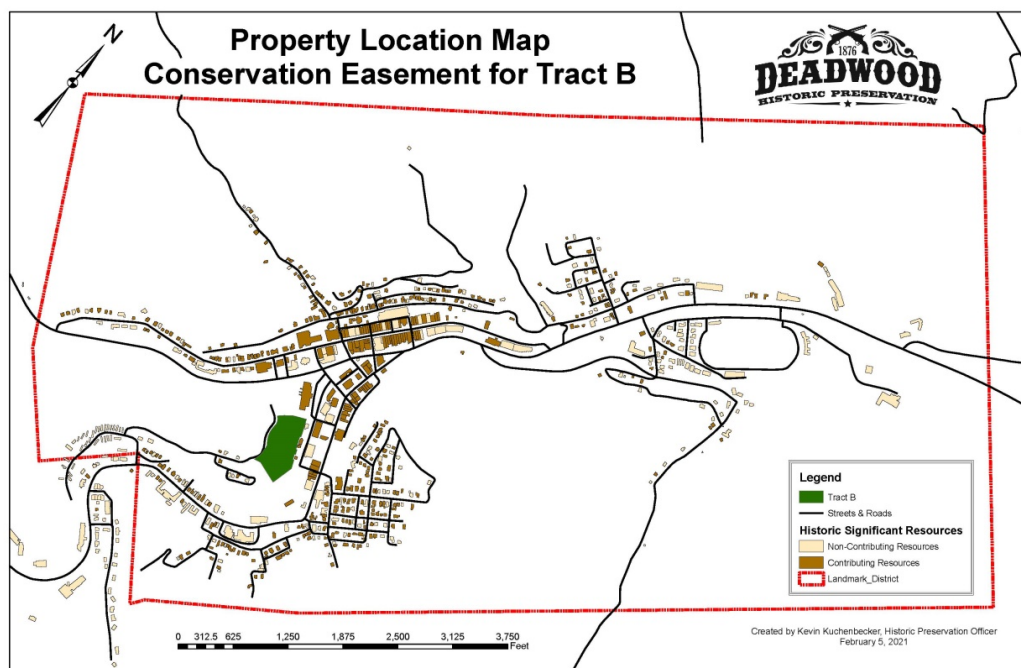 N
Property Location Map
Conservation Easement for Tract B
1876
DEADWOOD
HISTORIC PRESERVATION
Legend
Tract B
Streets & Roads
Historic Significant Resources
Non-Contributing Resources
Contributing Resources
Landmark_District
0 312.5 625 1,250 1,875 2,500 3,125 3,750
Feet
Created by Kevin Kuchenbecker, Historic Preservation Officer
February 5, 2021